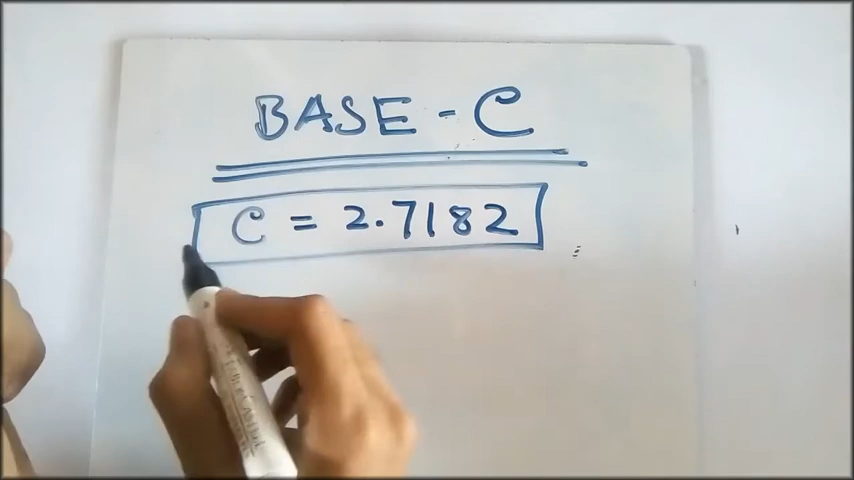 BASE - e
e = 2.7182